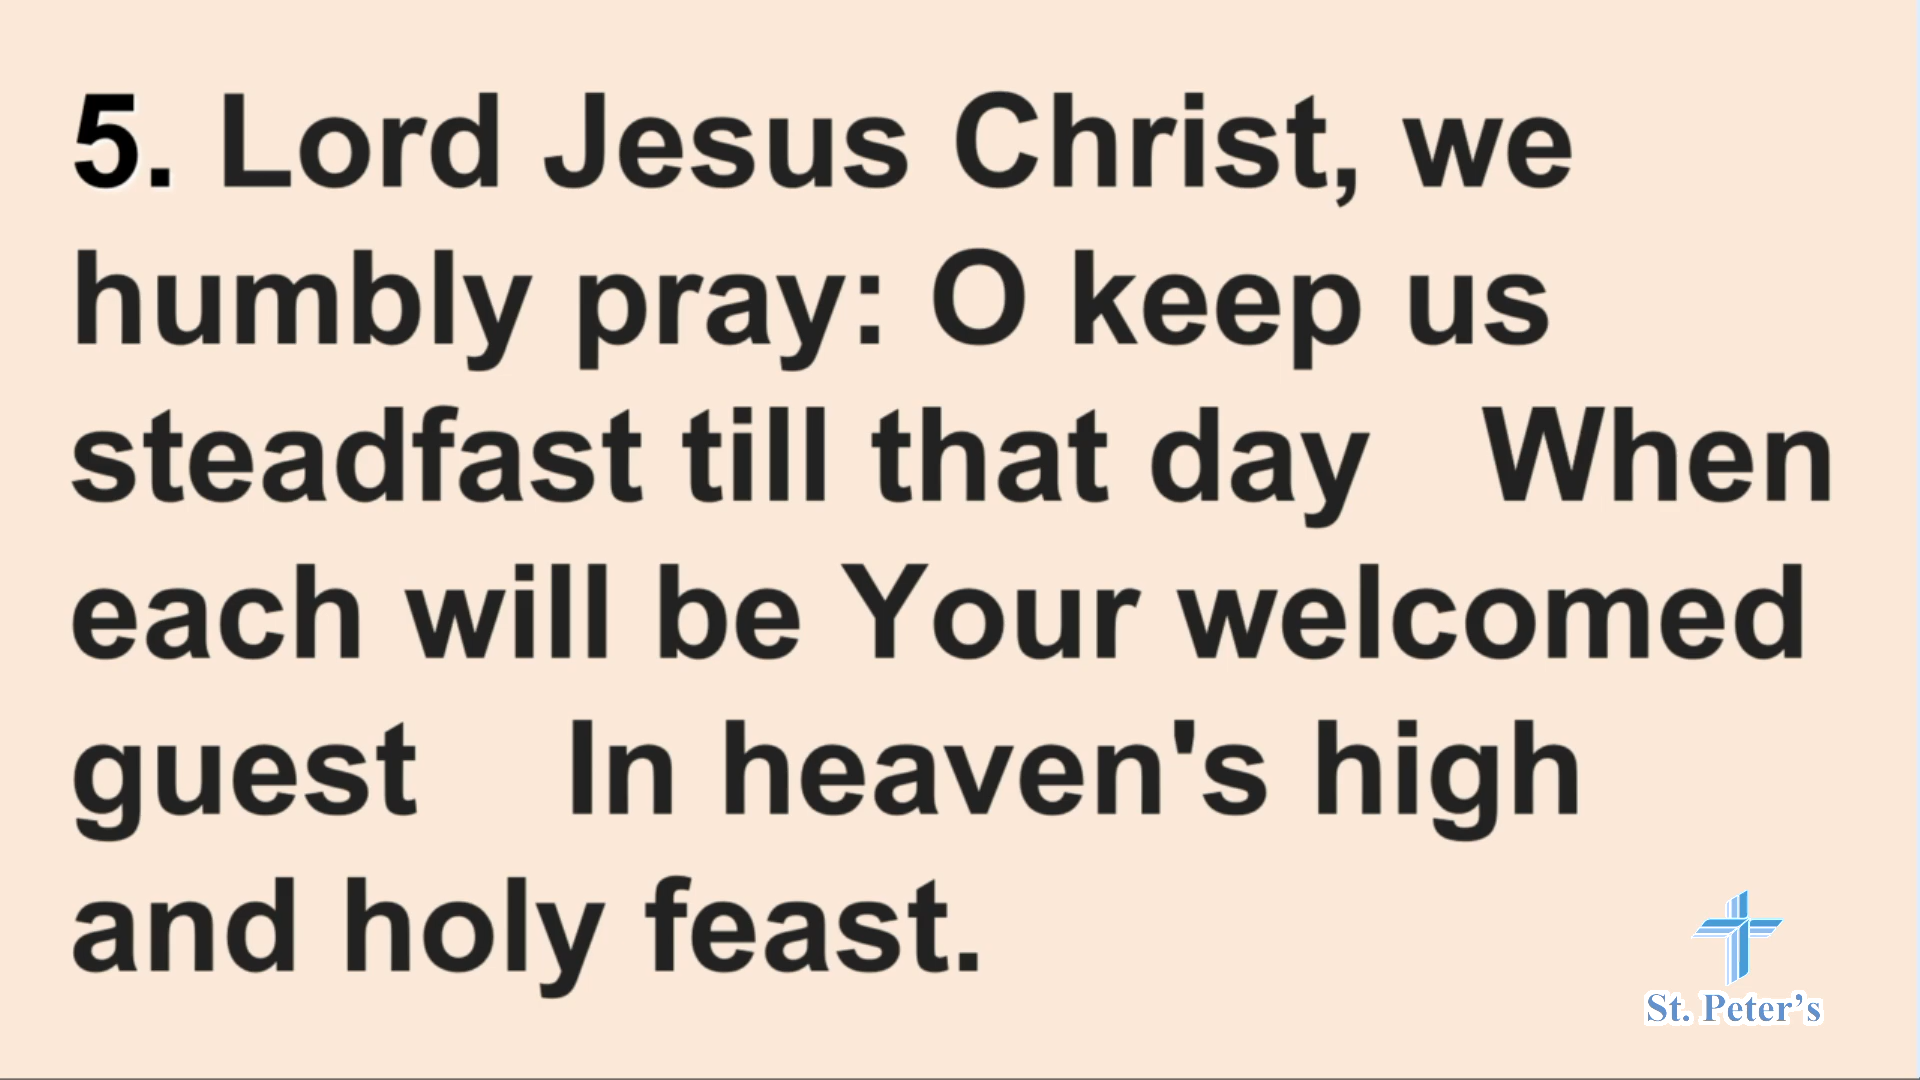 5. Lord Jesus Christ, we
humbly pray: O keep us
steadfast till that day   When
each will be Your welcomed
guest    In heaven's high
and holy feast.
St. Peter’s